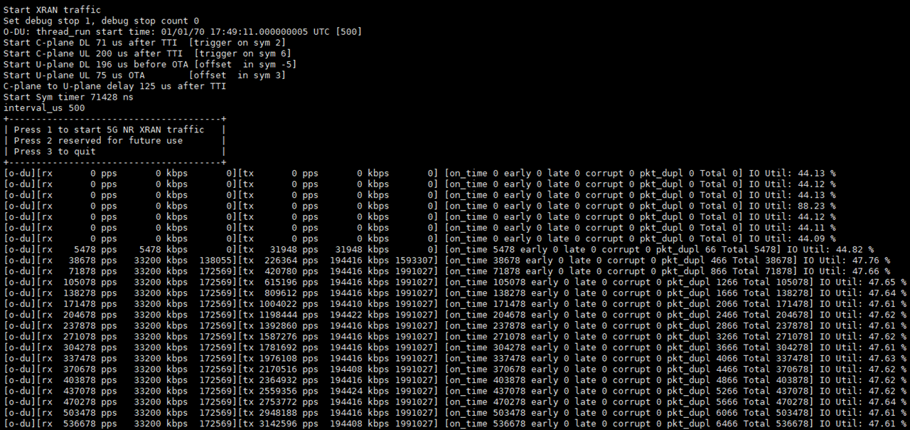 Start XRAN traffic
Set debug stop 1, debug stop count 0
O-DU: thread_run start time: 01/01/70 17:49:11.000000005 UTC [500]
Start C-plane DL 71 us after TTI  [trigger on sym 2]
Start C-plane UL 200 us after TTI  [trigger on sym 6]
Start U-plane DL 196 us before OTA [offset  in sym -5]
Start U-plane UL 75 us OTA        [offset  in sym 3]
C-plane to U-plane delay 125 us after TTI
Start Sym timer 71428 ns
interval_us 500
+---------------------------------------+
| Press 1 to start 5G NR XRAN traffic   |
| Press 2 reserved for future use       |
| Press 3 to quit                       |
+---------------------------------------+
[o-du][rx       0 pps       0 kbps       0][tx       0 pps       0 kbps       0] [on_time 0 early 0 late 0 corrupt 0 pkt_dupl 0 Total 0] IO Util: 44.13 %
[o-du][rx       0 pps       0 kbps       0][tx       0 pps       0 kbps       0] [on_time 0 early 0 late 0 corrupt 0 pkt_dupl 0 Total 0] IO Util: 44.12 %
[o-du][rx       0 pps       0 kbps       0][tx       0 pps       0 kbps       0] [on_time 0 early 0 late 0 corrupt 0 pkt_dupl 0 Total 0] IO Util: 44.13 %
[o-du][rx       0 pps       0 kbps       0][tx       0 pps       0 kbps       0] [on_time 0 early 0 late 0 corrupt 0 pkt_dupl 0 Total 0] IO Util: 88.23 %
[o-du][rx       0 pps       0 kbps       0][tx       0 pps       0 kbps       0] [on_time 0 early 0 late 0 corrupt 0 pkt_dupl 0 Total 0] IO Util: 44.12 %
[o-du][rx       0 pps       0 kbps       0][tx       0 pps       0 kbps       0] [on_time 0 early 0 late 0 corrupt 0 pkt_dupl 0 Total 0] IO Util: 44.11 %
[o-du][rx       0 pps       0 kbps       0][tx       0 pps       0 kbps       0] [on_time 0 early 0 late 0 corrupt 0 pkt_dupl 0 Total 0] IO Util: 44.09 %
[o-du][rx    5478 pps    5478 kbps       0][tx   31948 pps   31948 kbps       0] [on_time 5478 early 0 late 0 corrupt 0 pkt_dupl 66 Total 5478] IO Util: 44.82 %
[o-du][rx   38678 pps   33200 kbps  138055][tx  226364 pps  194416 kbps 1593307] [on_time 38678 early 0 late 0 corrupt 0 pkt_dupl 466 Total 38678] IO Util: 47.76 %
[o-du][rx   71878 pps   33200 kbps  172569][tx  420780 pps  194416 kbps 1991027] [on_time 71878 early 0 late 0 corrupt 0 pkt_dupl 866 Total 71878] IO Util: 47.66 %
[o-du][rx  105078 pps   33200 kbps  172569][tx  615196 pps  194416 kbps 1991027] [on_time 105078 early 0 late 0 corrupt 0 pkt_dupl 1266 Total 105078] IO Util: 47.65 %
[o-du][rx  138278 pps   33200 kbps  172569][tx  809612 pps  194416 kbps 1991027] [on_time 138278 early 0 late 0 corrupt 0 pkt_dupl 1666 Total 138278] IO Util: 47.64 %
[o-du][rx  171478 pps   33200 kbps  172569][tx 1004022 pps  194410 kbps 1991027] [on_time 171478 early 0 late 0 corrupt 0 pkt_dupl 2066 Total 171478] IO Util: 47.61 %
[o-du][rx  204678 pps   33200 kbps  172569][tx 1198444 pps  194422 kbps 1991027] [on_time 204678 early 0 late 0 corrupt 0 pkt_dupl 2466 Total 204678] IO Util: 47.62 %
[o-du][rx  237878 pps   33200 kbps  172569][tx 1392860 pps  194416 kbps 1991027] [on_time 237878 early 0 late 0 corrupt 0 pkt_dupl 2866 Total 237878] IO Util: 47.61 %
[o-du][rx  271078 pps   33200 kbps  172569][tx 1587276 pps  194416 kbps 1991027] [on_time 271078 early 0 late 0 corrupt 0 pkt_dupl 3266 Total 271078] IO Util: 47.62 %
[o-du][rx  304278 pps   33200 kbps  172569][tx 1781692 pps  194416 kbps 1991027] [on_time 304278 early 0 late 0 corrupt 0 pkt_dupl 3666 Total 304278] IO Util: 47.61 %
[o-du][rx  337478 pps   33200 kbps  172569][tx 1976108 pps  194416 kbps 1991027] [on_time 337478 early 0 late 0 corrupt 0 pkt_dupl 4066 Total 337478] IO Util: 47.63 %
[o-du][rx  370678 pps   33200 kbps  172569][tx 2170516 pps  194408 kbps 1991027] [on_time 370678 early 0 late 0 corrupt 0 pkt_dupl 4466 Total 370678] IO Util: 47.62 %
[o-du][rx  403878 pps   33200 kbps  172569][tx 2364932 pps  194416 kbps 1991027] [on_time 403878 early 0 late 0 corrupt 0 pkt_dupl 4866 Total 403878] IO Util: 47.62 %
[o-du][rx  437078 pps   33200 kbps  172569][tx 2559356 pps  194424 kbps 1991027] [on_time 437078 early 0 late 0 corrupt 0 pkt_dupl 5266 Total 437078] IO Util: 47.62 %
[o-du][rx  470278 pps   33200 kbps  172569][tx 2753772 pps  194416 kbps 1991027] [on_time 470278 early 0 late 0 corrupt 0 pkt_dupl 5666 Total 470278] IO Util: 47.64 %
[o-du][rx  503478 pps   33200 kbps  172569][tx 2948188 pps  194416 kbps 1991027] [on_time 503478 early 0 late 0 corrupt 0 pkt_dupl 6066 Total 503478] IO Util: 47.61 %
[o-du][rx  536678 pps   33200 kbps  172569][tx 3142596 pps  194408 kbps 1991027] [on_time 536678 early 0 late 0 corrupt 0 pkt_dupl 6466 Total 536678] IO Util: 47.61 %